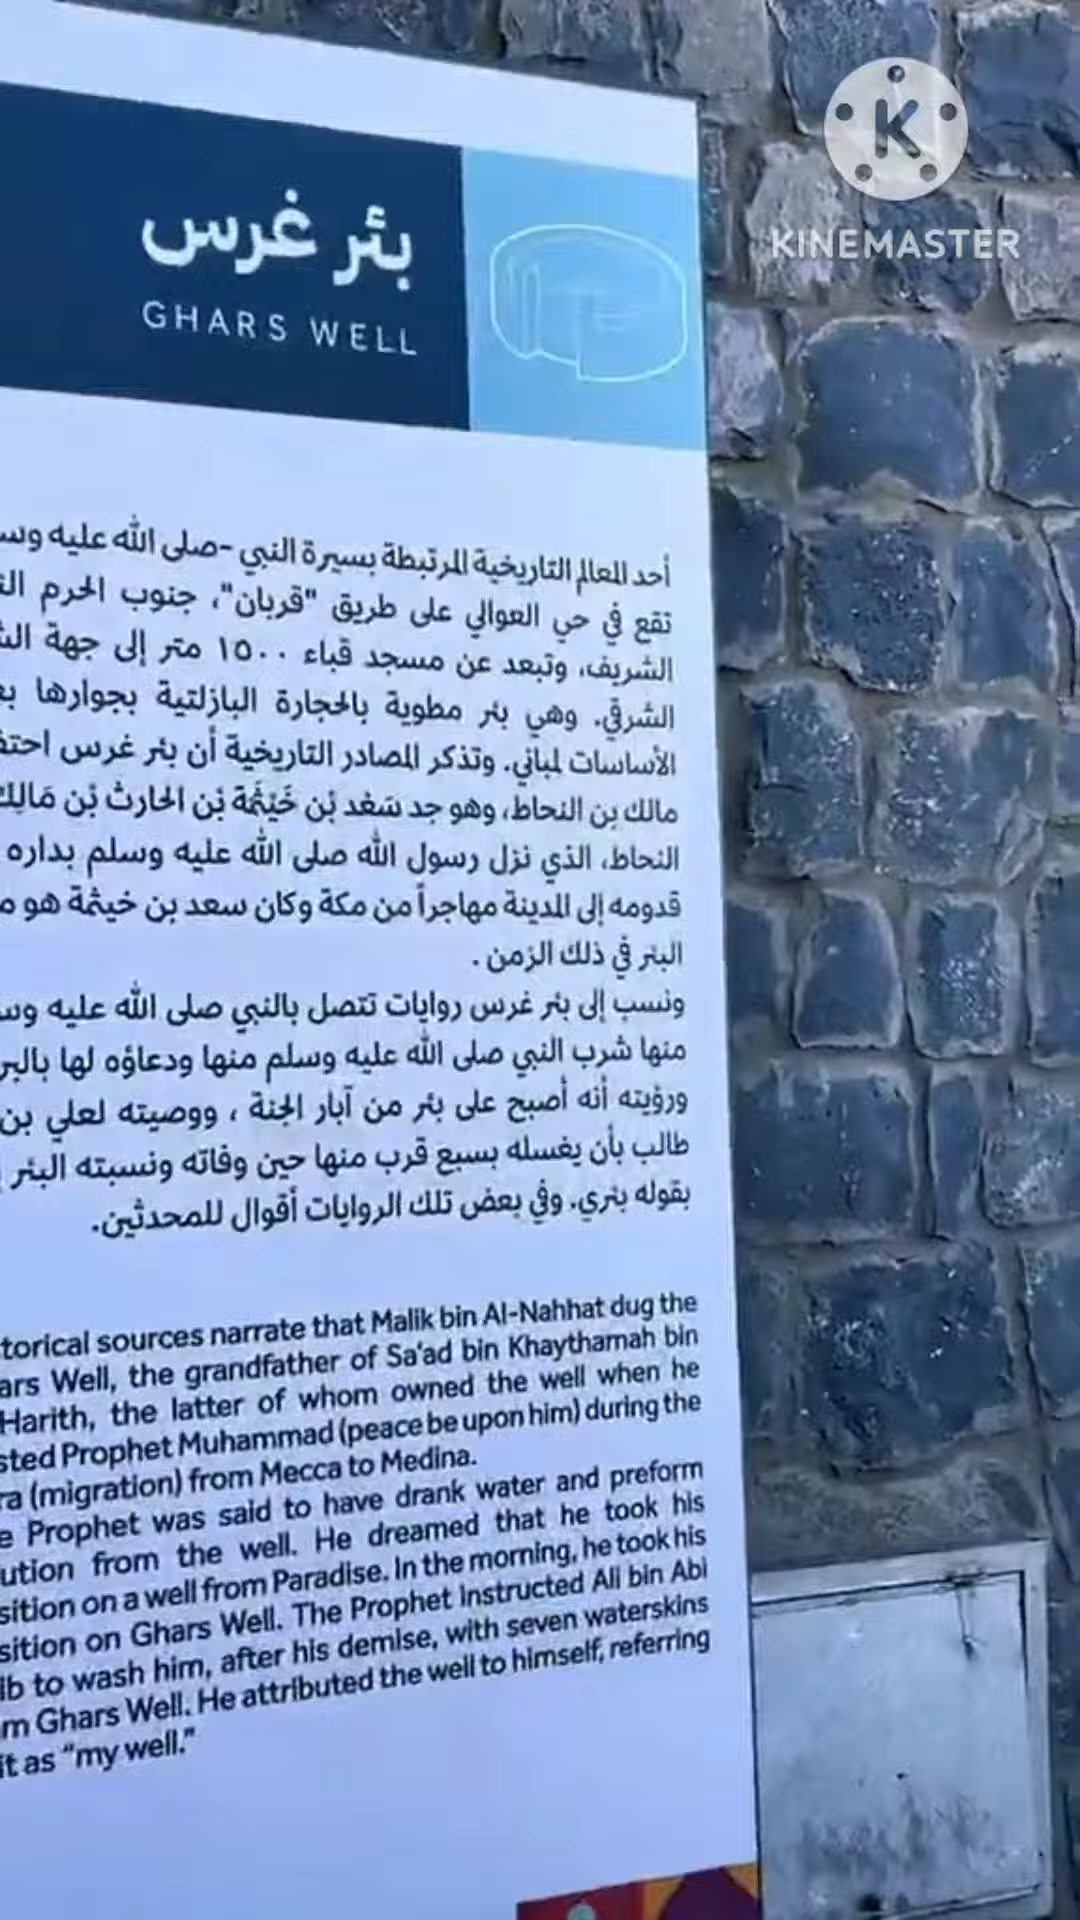 KINEMASTER
بئر غرس
GHARS WELL
أحد المعالم التاريخية المرتبطة بسيرة النبي -صلى الله عليه
تقع في حي العوالي على طريق "قربان"، جنوب الحرم
الشريف، وتبعد عن مسجد قباء ١٥٠٠ متر إلى جهة
الشرقي. وهي بئر مطوية بالحجارة البازلتية بجوارها
الأساسات لمباني. وتذكر المصادر التاريخية أن بئر غرس
مالك بن النحاط، وهو جد سَعْد بْن خَيْثَمَة بْن الحارث بْن مَالِك
النحاط، الذي نزل رسول الله صلى الله عليه وسلم بداره
قدومه إلى المدينة مهاجراً من مكة وكان سعد بن خيثمة هو
البئر في ذلك الزمن .
ونسب إلى بئر غرس روايات تتصل بالنبي صلى الله عليه
منها شرب النبي صلى الله عليه وسلم منها ودعاؤه لها
ورؤيته أنه أصبح على بئر من آبار الجنة ، ووصيته لعلي بن
طالب بأن يغسله بسبع قرب منها حين وفاته ونسبته البئر
بقوله بئري. وفي بعض تلك الروايات أقوال للمحدثين.
torical sources narrate that Malik bin Al-Nahhat dug the
ars Well, the grandfather of Sa'ad bin Khaythamah bin
Harith, the latter of whom owned the well when he
sted Prophet Muhammad (peace be upon him) during the
ra (migration) from Mecca to Medina.
e Prophet was said to have drank water and preform
ution from the well. He dreamed that he took his
sition on a well from Paradise. In the morning, he took his
sition on Ghars Well. The Prophet Instructed Ali bin Abi
ib to wash him, after his demise, with seven waterskins
m Ghars Well. He attributed the well to himself, referring
it as "my well."